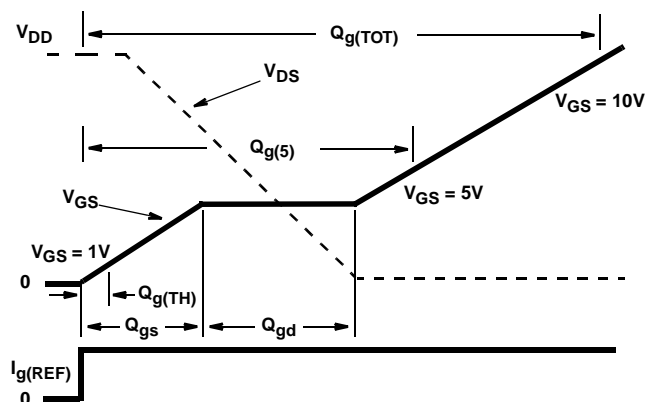 V_DD
Q_g(TOT)
V_DS
V_GS = 10V
Q_g(5)
V_GS
V_GS = 5V
V_GS = 1V
0
Q_g(TH)
Q_gs
Q_gd
I_g(REF)
0